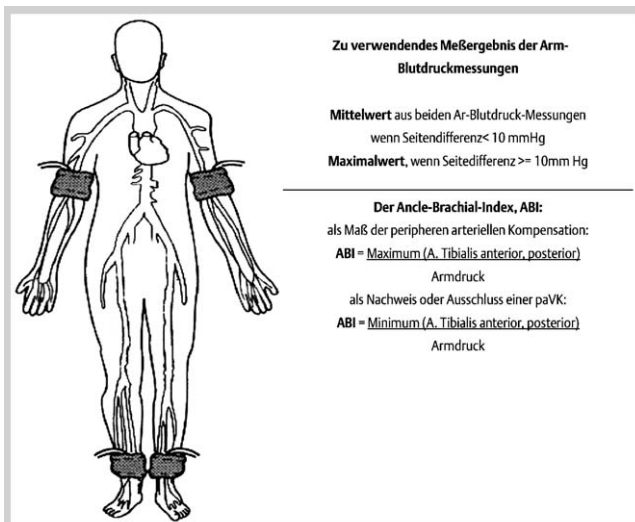 Zu verwendendes Meßergebnis der Arm-
Blutdruckmessungen
Mittelwert aus beiden Ar-Blutdruck-Messungen
wenn Seitendifferenz< 10 mmHg
Maximalwert, wenn Seitedifferenz >= 10mm Hg
Der Ancle-Brachial-Index, ABI:
als Maß der peripheren arteriellen Kompensation:
ABI = Maximum (A. Tibialis anterior, posterior)
Armdruck
als Nachweis oder Ausschluss einer paVK:
ABI = Minimum (A. Tibialis anterior, posterior)
Armdruck